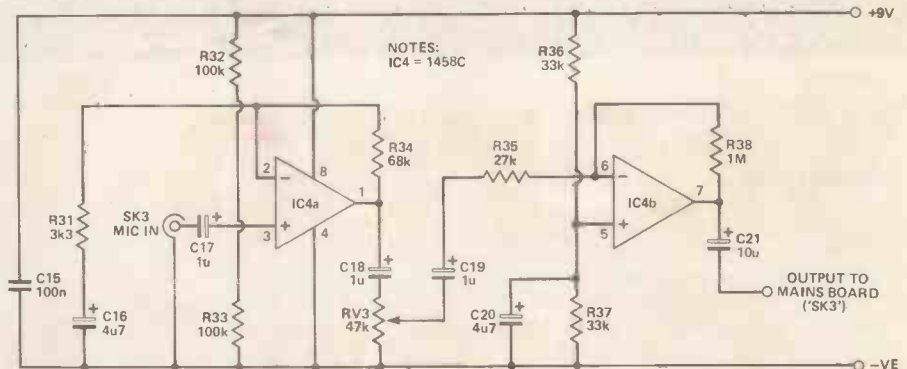 +9V
R32
100k
NOTES:
IC4 = 1458C
R36
33k
R34
68k
R35
27k
R38
1M
2
8
−
IC4a
1
+
3
4
6
−
IC4b
7
+
5
R31
3k3
SK3
MIC IN
+
C17
1u
C15
100n
+
C16
4u7
R33
100k
C18
1u
+
RV3
47k
+
C19
1u
+
C20
4u7
R37
33k
+
C21
10u
OUTPUT TO
MAINS BOARD
('SK3')
−VE